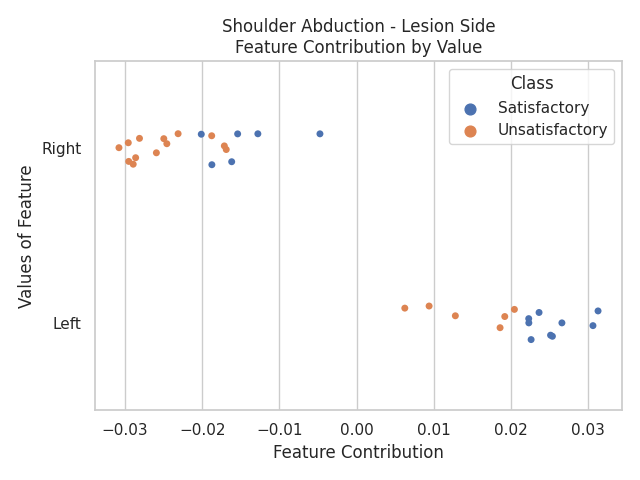 Shoulder Abduction - Lesion Side
Feature Contribution by Value
Class
Satisfactory
Unsatisfactory
Values of Feature
Right
Left
−0.03 −0.02 −0.01 0.00 0.01 0.02 0.03
Feature Contribution